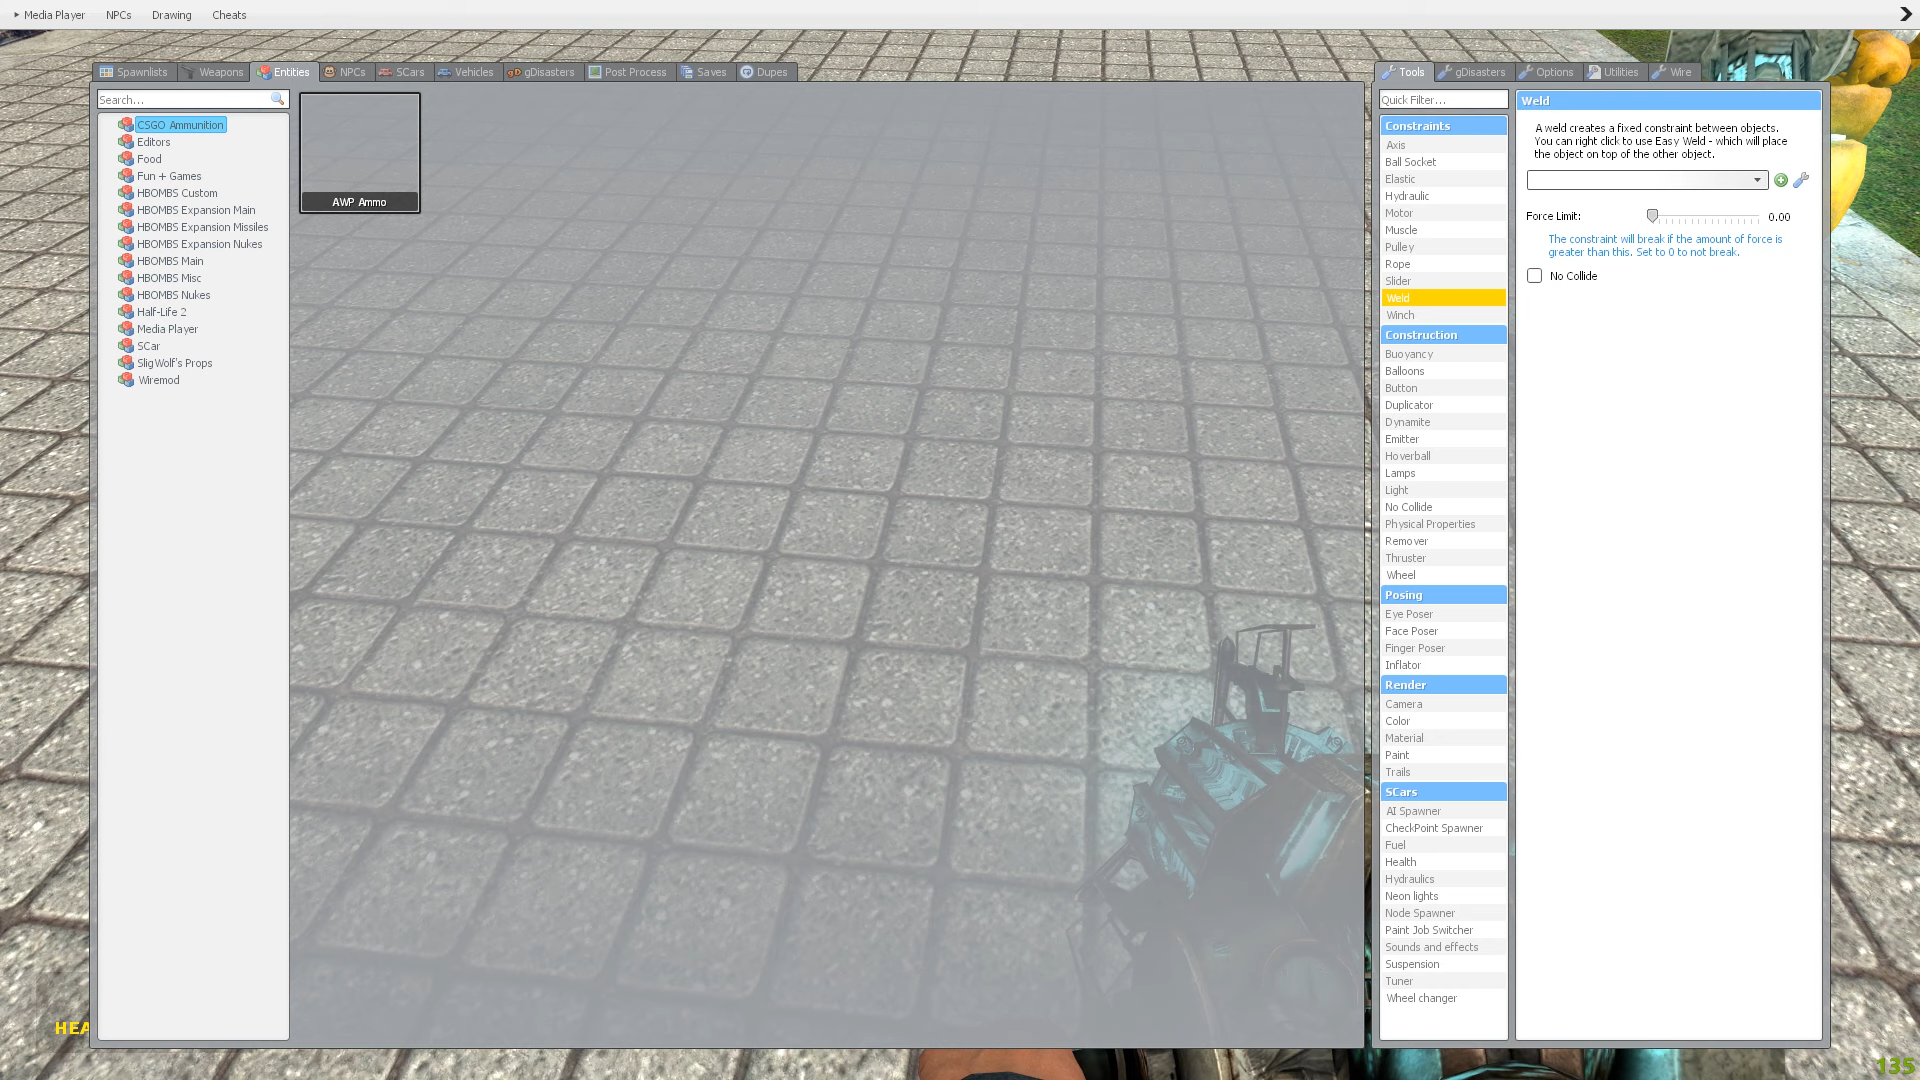 Media Player NPCs Drawing Cheats
Spawnlists Weapons Entities NPCs SCars Vehicles gDisasters Post Process Saves Dupes
Search...
CSGO Ammunition
Editors
Food
Fun + Games
HBOMBS Custom
HBOMBS Expansion Main
HBOMBS Expansion Missiles
HBOMBS Expansion Nukes
HBOMBS Main
HBOMBS Misc
HBOMBS Nukes
Half-Life 2
Media Player
SCar
SligWolf's Props
Wiremod
AWP Ammo
Tools gDisasters Options Utilities Wire
Quick Filter...
Constraints
Axis
Ball Socket
Elastic
Hydraulic
Motor
Muscle
Pulley
Rope
Slider
Weld
Winch
Construction
Buoyancy
Balloons
Button
Duplicator
Dynamite
Emitter
Hoverball
Lamps
Light
No Collide
Physical Properties
Remover
Thruster
Wheel
Posing
Eye Poser
Face Poser
Finger Poser
Inflator
Render
Camera
Color
Material
Paint
Trails
SCars
AI Spawner
CheckPoint Spawner
Fuel
Health
Hydraulics
Neon lights
Node Spawner
Paint Job Switcher
Sounds and effects
Suspension
Tuner
Wheel changer
Weld
A weld creates a fixed constraint between objects.
You can right click to use Easy Weld - which will place
the object on top of the other object.
Force Limit: 0.00
The constraint will break if the amount of force is
greater than this. Set to 0 to not break.
No Collide
HEA
135